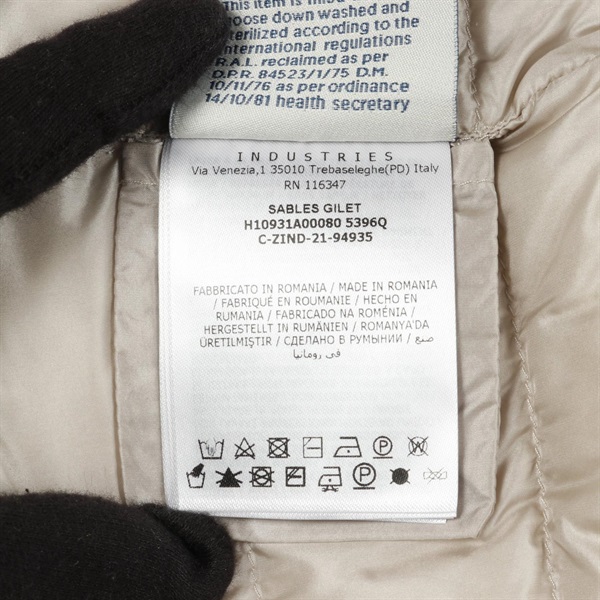 This item is filled
goose down washed and
sterilized according to the
international regulations
R.A.L. reclaimed as per
D.P.R. 84523/1/75 D.M.
10/11/76 as per ordinance
14/10/81 health secretary
INDUSTRIES
Via Venezia,1 35010 Trebaseleghe(PD) Italy
RN 116347
SABLES GILET
H10931A00080 5396Q
C-ZIND-21-94935
FABBRICATO IN ROMANIA / MADE IN ROMANIA
/ FABRIQUÉ EN ROUMANIE / HECHO EN
RUMANIA / FABRICADO NA ROMÉNIA /
HERGESTELLT IN RUMÄNIEN / ROMANYA'DA
ÜRETILMIŞTIR / СДЕЛАНО В РУМЫНИИ / صنع
في رومانيا
P W
P